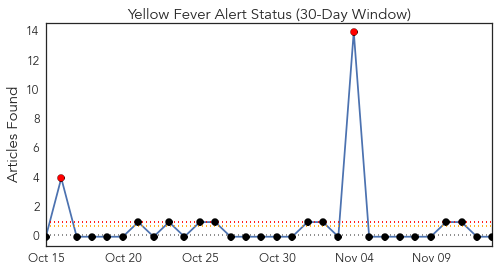 Yellow Fever Alert Status (30-Day Window)
Articles Found
14
12
10
8
6
4
2
0
Oct 15 Oct 20 Oct 25 Oct 30 Nov 04 Nov 09